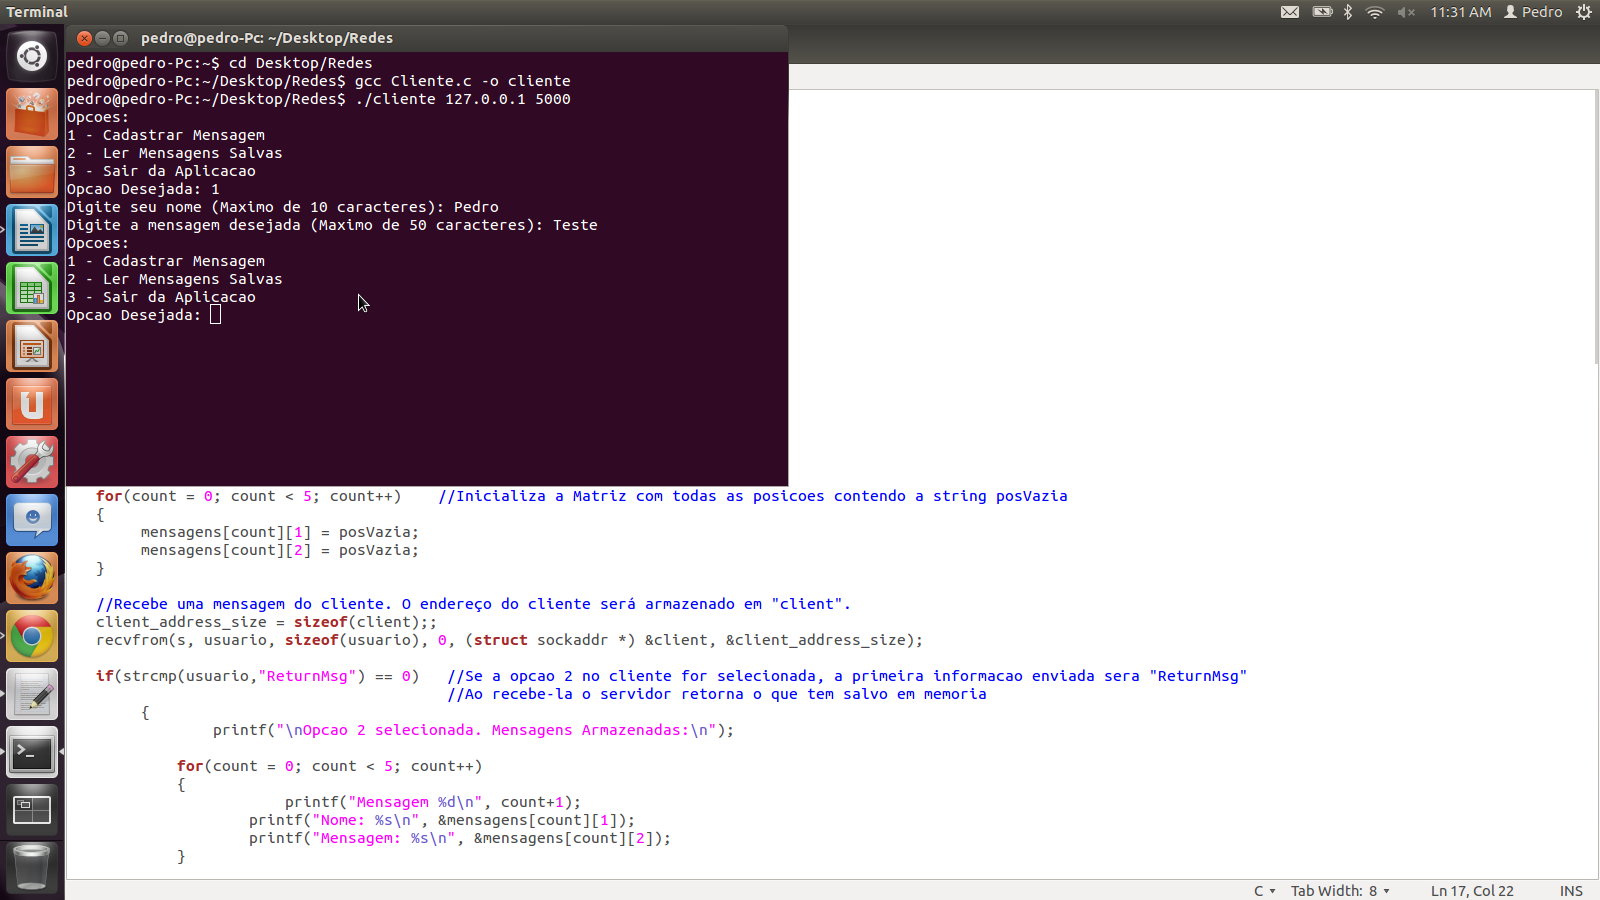 Terminal
11:31 AM Pedro
pedro@pedro-Pc: ~/Desktop/Redes
pedro@pedro-Pc:~$ cd Desktop/Redes
pedro@pedro-Pc:~/Desktop/Redes$ gcc Cliente.c -o cliente
pedro@pedro-Pc:~/Desktop/Redes$ ./cliente 127.0.0.1 5000
Opcoes:
1 - Cadastrar Mensagem
2 - Ler Mensagens Salvas
3 - Sair da Aplicacao
Opcao Desejada: 1
Digite seu nome (Maximo de 10 caracteres): Pedro
Digite a mensagem desejada (Maximo de 50 caracteres): Teste
Opcoes:
1 - Cadastrar Mensagem
2 - Ler Mensagens Salvas
3 - Sair da Aplicacao
Opcao Desejada:
for(count = 0; count < 5; count++) //Inicializa a Matriz com todas as posicoes contendo a string posVazia
{
mensagens[count][1] = posVazia;
mensagens[count][2] = posVazia;
}
//Recebe uma mensagem do cliente. O endereço do cliente será armazenado em "client".
client_address_size = sizeof(client);;
recvfrom(s, usuario, sizeof(usuario), 0, (struct sockaddr *) &client, &client_address_size);
if(strcmp(usuario,"ReturnMsg") == 0) //Se a opcao 2 no cliente for selecionada, a primeira informacao enviada sera "ReturnMsg"
//Ao recebe-la o servidor retorna o que tem salvo em memoria
{
printf("\nOpcao 2 selecionada. Mensagens Armazenadas:\n");
for(count = 0; count < 5; count++)
{
printf("Mensagem %d\n", count+1);
printf("Nome: %s\n", &mensagens[count][1]);
printf("Mensagem: %s\n", &mensagens[count][2]);
}
C Tab Width: 8 Ln 17, Col 22 INS